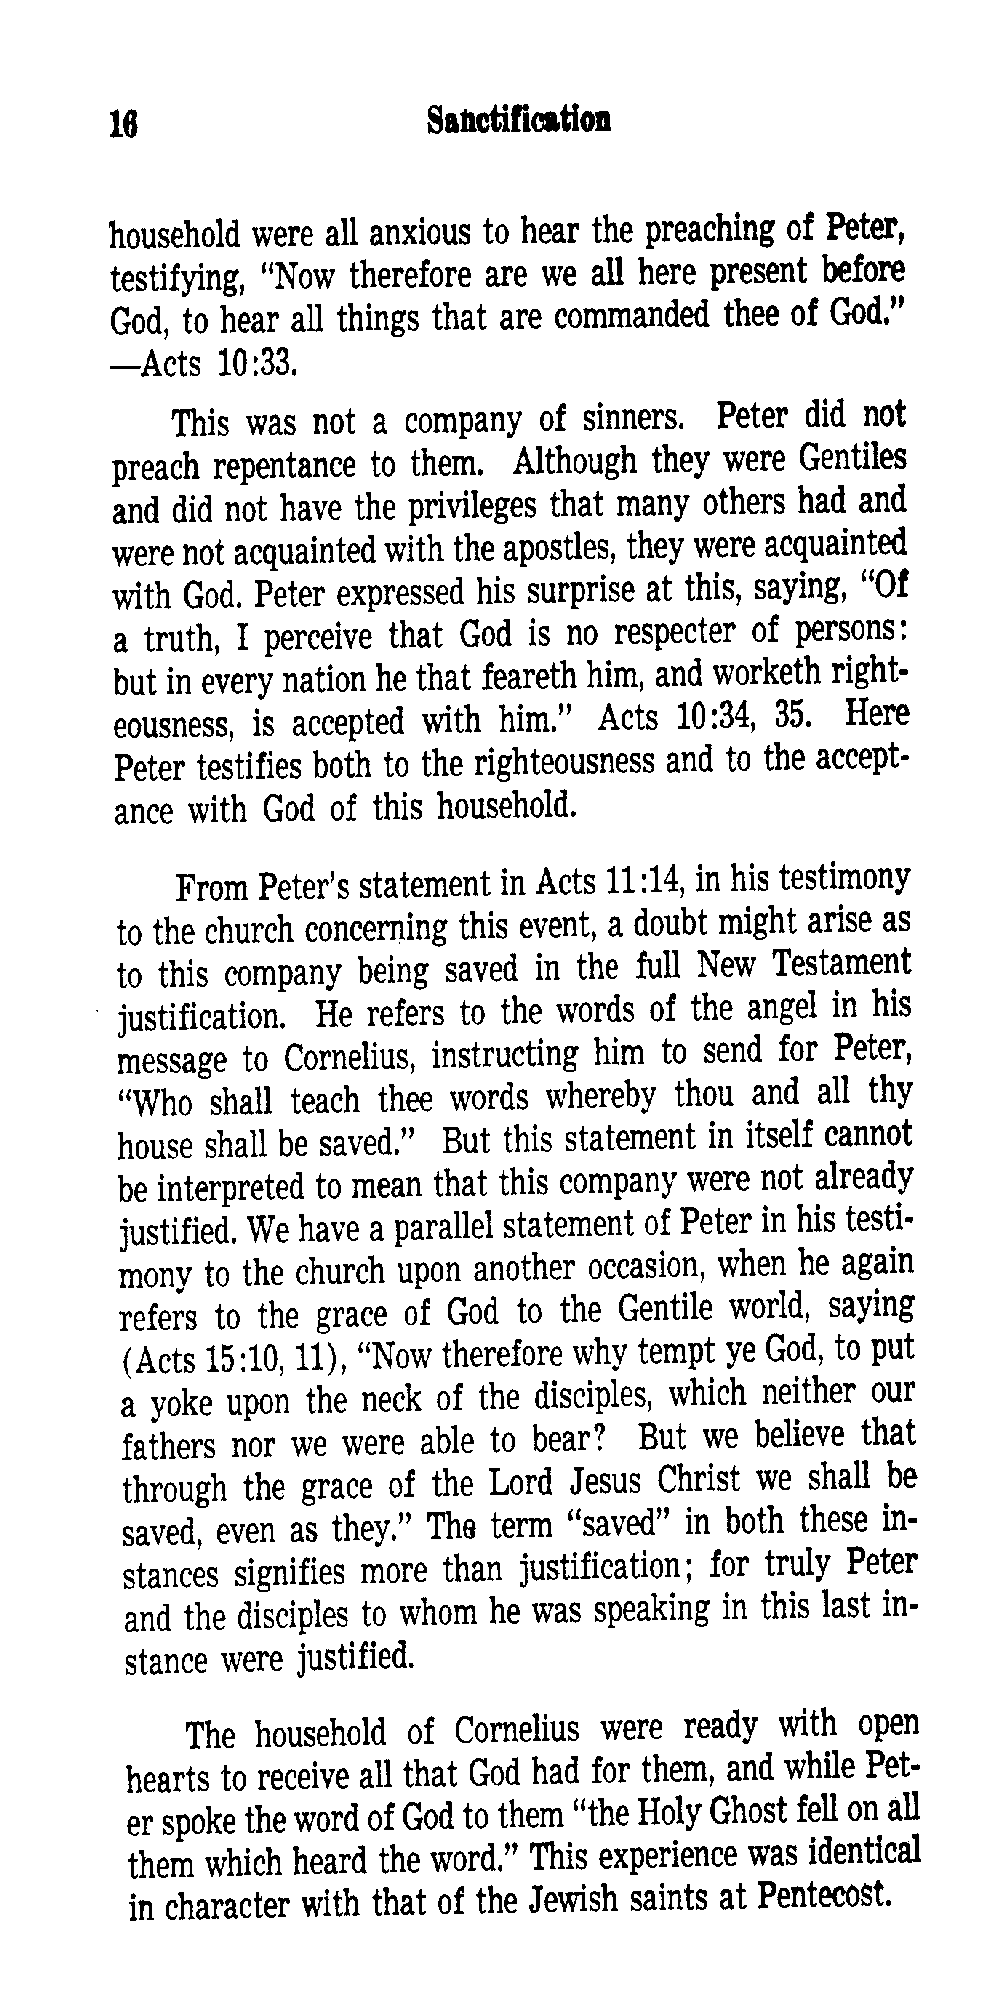 16 Sanctification
household were all anxious to hear the preaching of Peter,
testifying, “Now therefore are we all here present before
God, to hear all things that are commanded thee of God.”
—Acts 10:33.
This was not a company of sinners. Peter did not
preach repentance to them. Although they were Gentiles
and did not have the privileges that many others had and
were not acquainted with the apostles, they were acquainted
with God. Peter expressed his surprise at this, saying, “Of
a truth, I perceive that God is no respecter of persons:
but in every nation he that feareth him, and worketh right-
eousness, is accepted with him.” Acts 10:34, 35. Here
Peter testifies both to the righteousness and to the accept-
ance with God of this household.
From Peter's statement in Acts 11:14, in his testimony
to the church concerning this event, a doubt might arise as
to this company being saved in the full New Testament
justification. He refers to the words of the angel in his
message to Cornelius, instructing him to send for Peter,
“Who shall teach thee words whereby thou and all thy
house shall be saved.” But this statement in itself cannot
be interpreted to mean that this company were not already
justified. We have a parallel statement of Peter in his testi-
mony to the church upon another occasion, when he again
refers to the grace of God to the Gentile world, saying
(Acts 15:10, 11), “Now therefore why tempt ye God, to put
a yoke upon the neck of the disciples, which neither our
fathers nor we were able to bear? But we believe that
through the grace of the Lord Jesus Christ we shall be
saved, even as they.” The term “saved” in both these in-
stances signifies more than justification; for truly Peter
and the disciples to whom he was speaking in this last in-
stance were justified.
The household of Cornelius were ready with open
hearts to receive all that God had for them, and while Pet-
er spoke the word of God to them “the Holy Ghost fell on all
them which heard the word.” This experience was identical
in character with that of the Jewish saints at Pentecost.